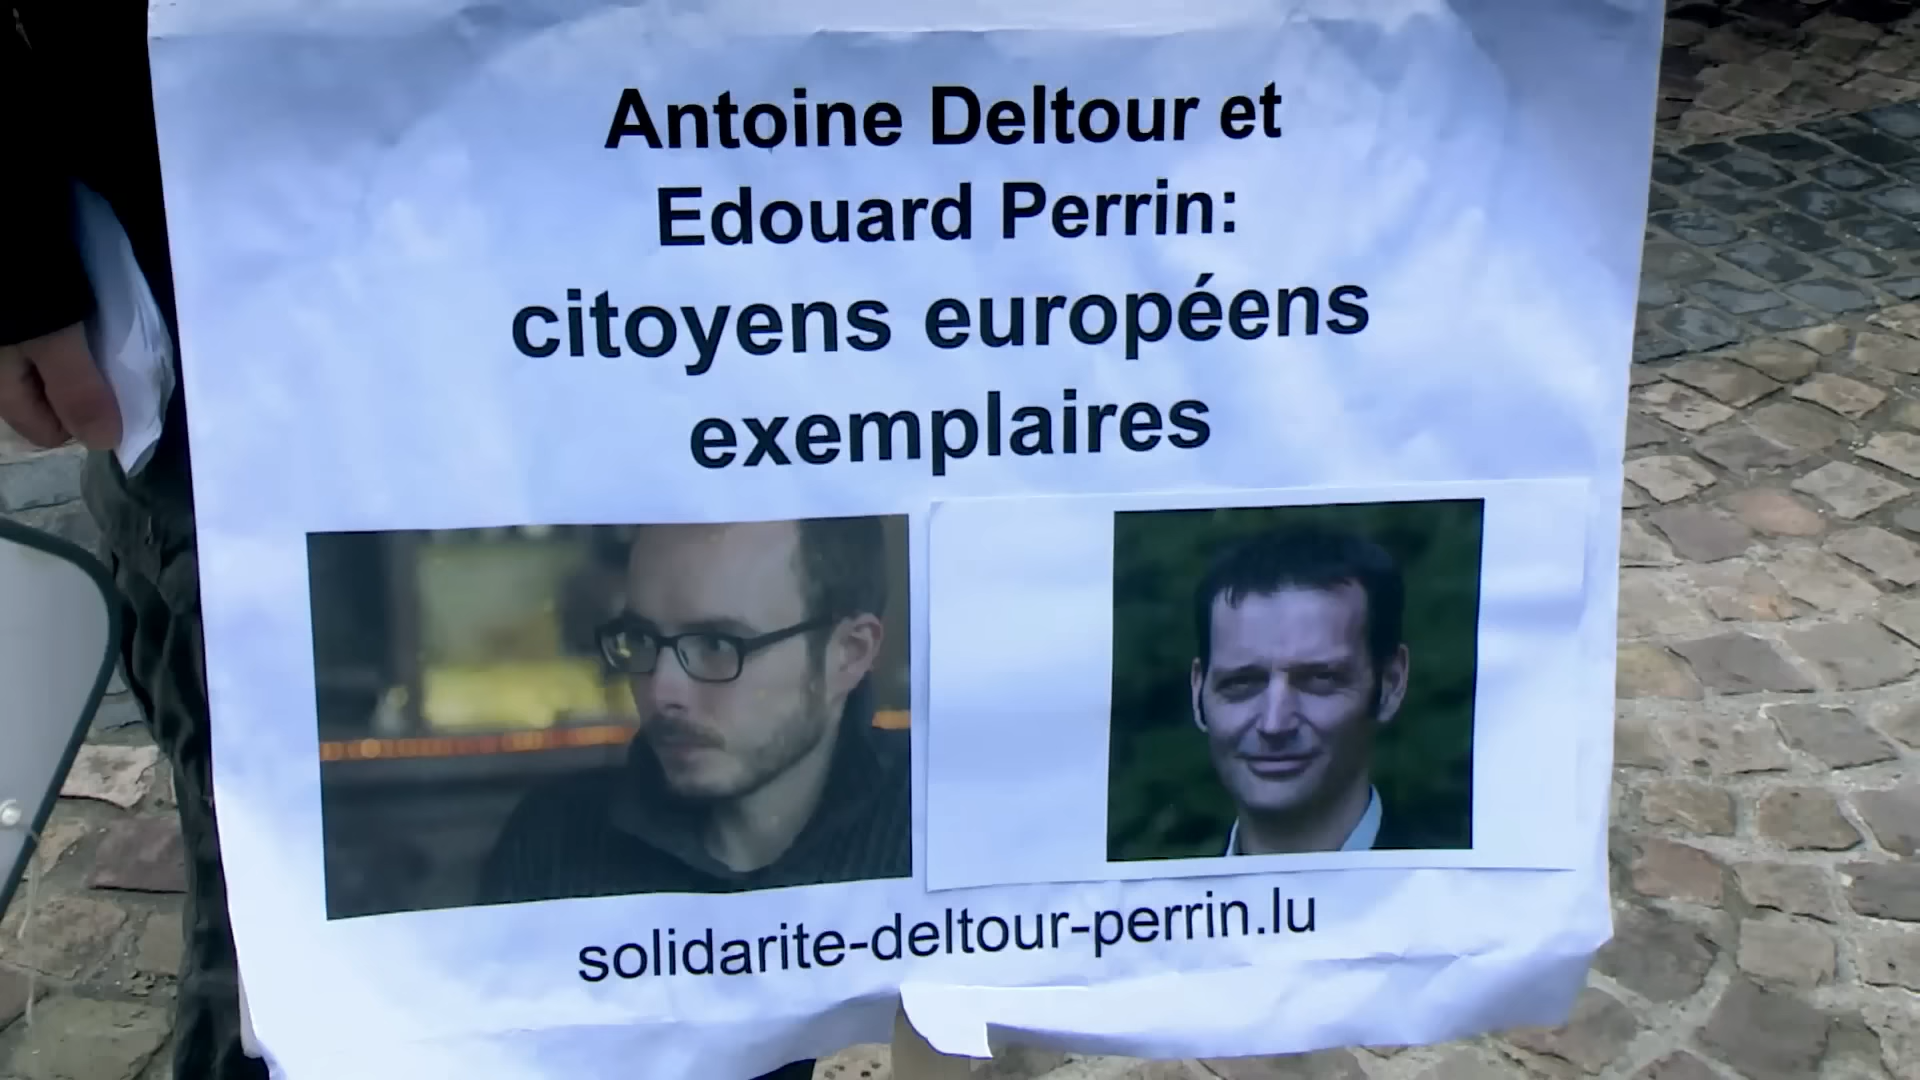 Antoine Deltour et
Edouard Perrin:
citoyens européens
exemplaires
solidarite-deltour-perrin.lu